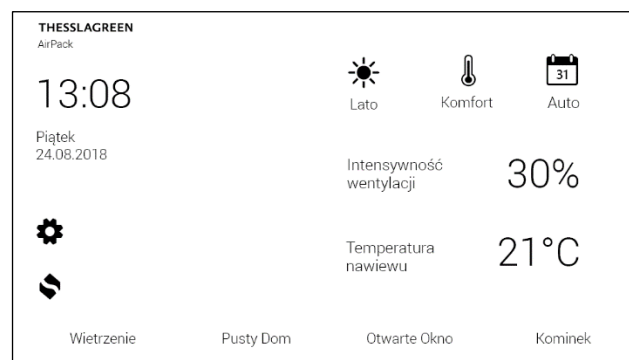 THESSLAGREEN
AirPack
13:08
Piątek
24.08.2018
31
Lato
Komfort
Auto
Intensywność
wentylacji
30%
Temperatura
nawiewu
21°C
Wietrzenie
Pusty Dom
Otwarte Okno
Kominek